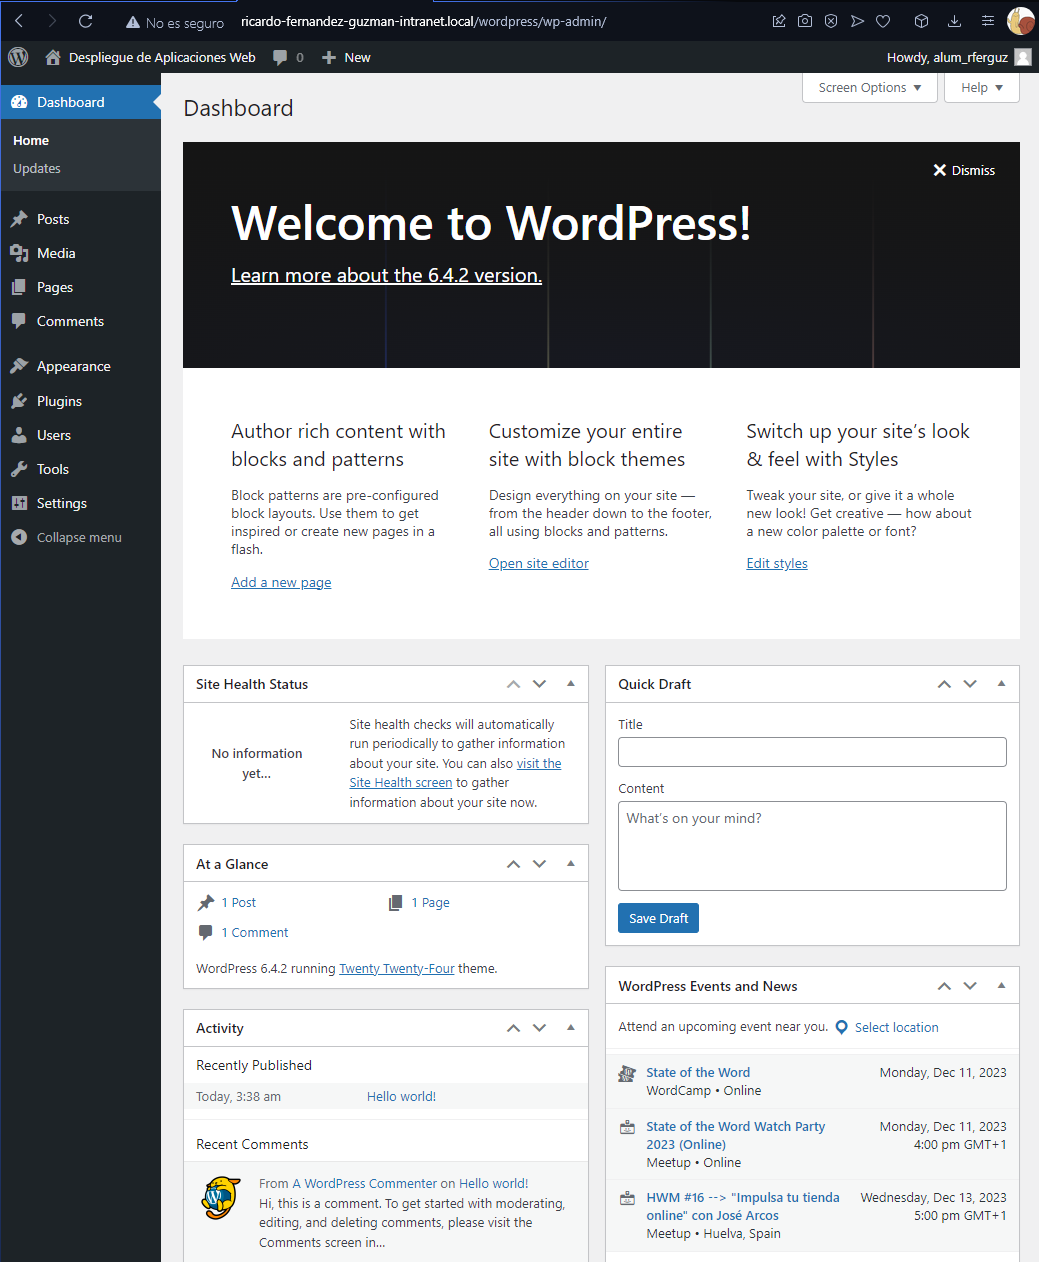 No es seguro ricardo-fernandez-guzman-intranet.local/wordpress/wp-admin/
Despliegue de Aplicaciones Web 0 New Howdy, alum_rferguz
Dashboard
Home
Updates
Posts
Media
Pages
Comments
Appearance
Plugins
Users
Tools
Settings
Collapse menu
Screen Options Help
Dashboard
Dismiss
Welcome to WordPress!
Learn more about the 6.4.2 version.
Author rich content with
blocks and patterns
Block patterns are pre-configured
block layouts. Use them to get
inspired or create new pages in a
flash.
Add a new page
Customize your entire
site with block themes
Design everything on your site —
from the header down to the footer,
all using blocks and patterns.
Open site editor
Switch up your site's look
& feel with Styles
Tweak your site, or give it a whole
new look! Get creative — how about
a new color palette or font?
Edit styles
Site Health Status
No information
yet...
Site health checks will automatically
run periodically to gather information
about your site. You can also visit the
Site Health screen to gather
information about your site now.
At a Glance
1 Post 1 Page
1 Comment
WordPress 6.4.2 running Twenty Twenty-Four theme.
Activity
Recently Published
Today, 3:38 am Hello world!
Recent Comments
From A WordPress Commenter on Hello world!
Hi, this is a comment. To get started with moderating,
editing, and deleting comments, please visit the
Comments screen in...
Quick Draft
Title
Content
What's on your mind?
Save Draft
WordPress Events and News
Attend an upcoming event near you. Select location
State of the Word Monday, Dec 11, 2023
WordCamp • Online
State of the Word Watch Party Monday, Dec 11, 2023
2023 (Online) 4:00 pm GMT+1
Meetup • Online
HWM #16 --> "Impulsa tu tienda Wednesday, Dec 13, 2023
online" con José Arcos 5:00 pm GMT+1
Meetup • Huelva, Spain